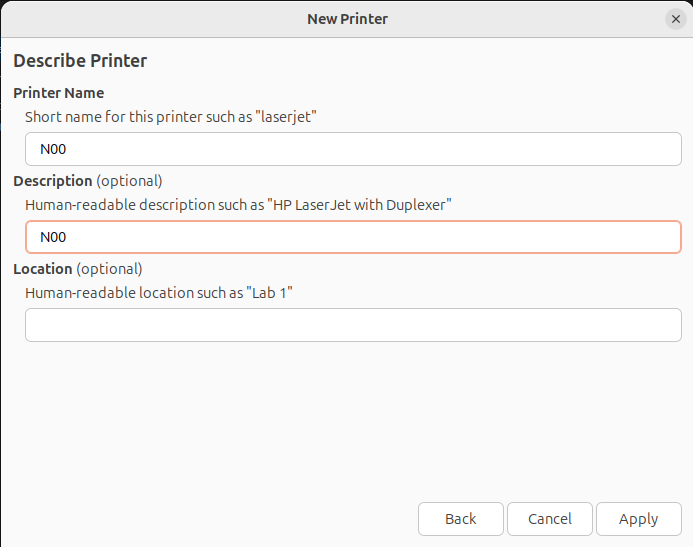 New Printer
Describe Printer
Printer Name
Short name for this printer such as "laserjet"
N00
Description (optional)
Human-readable description such as "HP LaserJet with Duplexer"
N00
Location (optional)
Human-readable location such as "Lab 1"
Back Cancel Apply